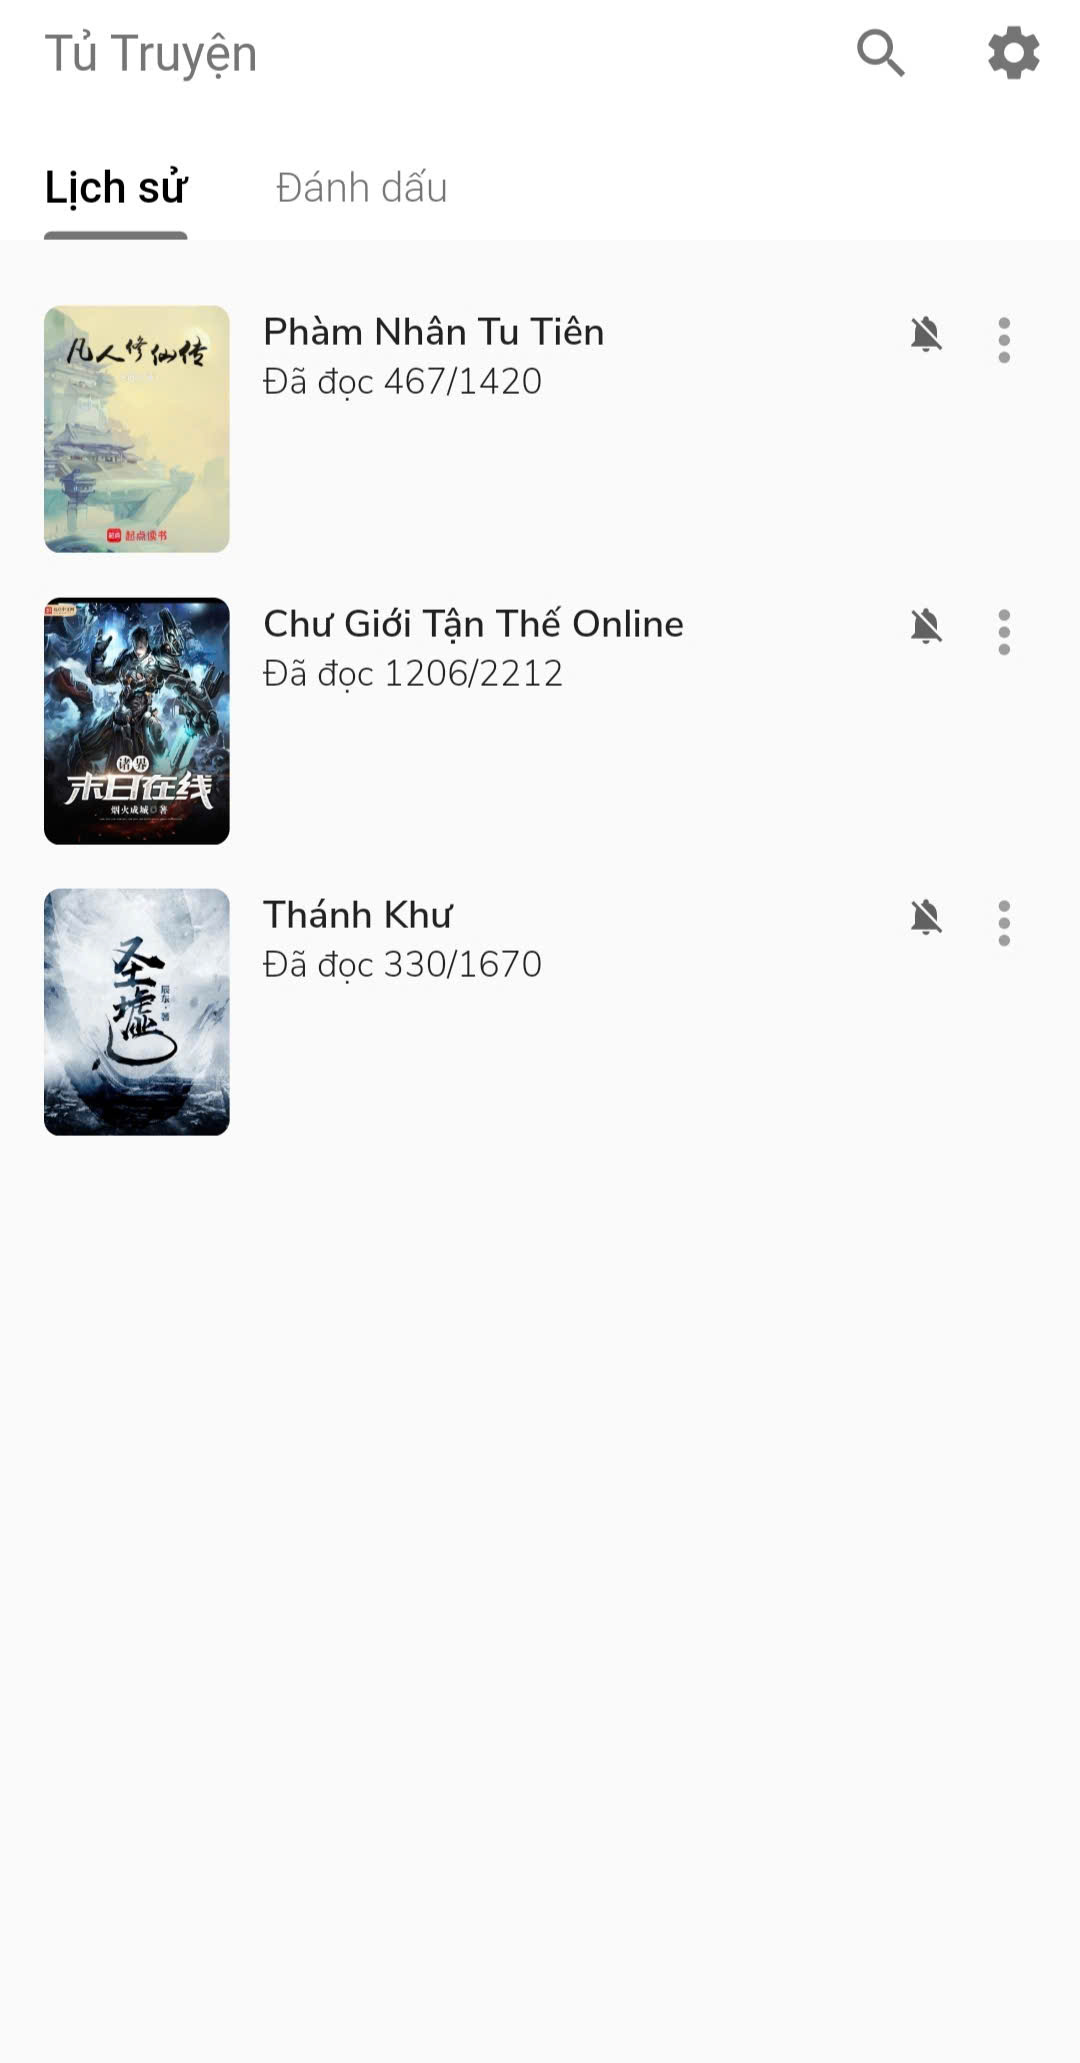 Tủ Truyện
Lịch sử
Đánh dấu
凡人修仙传
起点读书
Phàm Nhân Tu Tiên
Đã đọc 467/1420
诸界
末日在线
烟火成城 著
Chư Giới Tận Thế Online
Đã đọc 1206/2212
圣墟
辰东·著
Thánh Khư
Đã đọc 330/1670